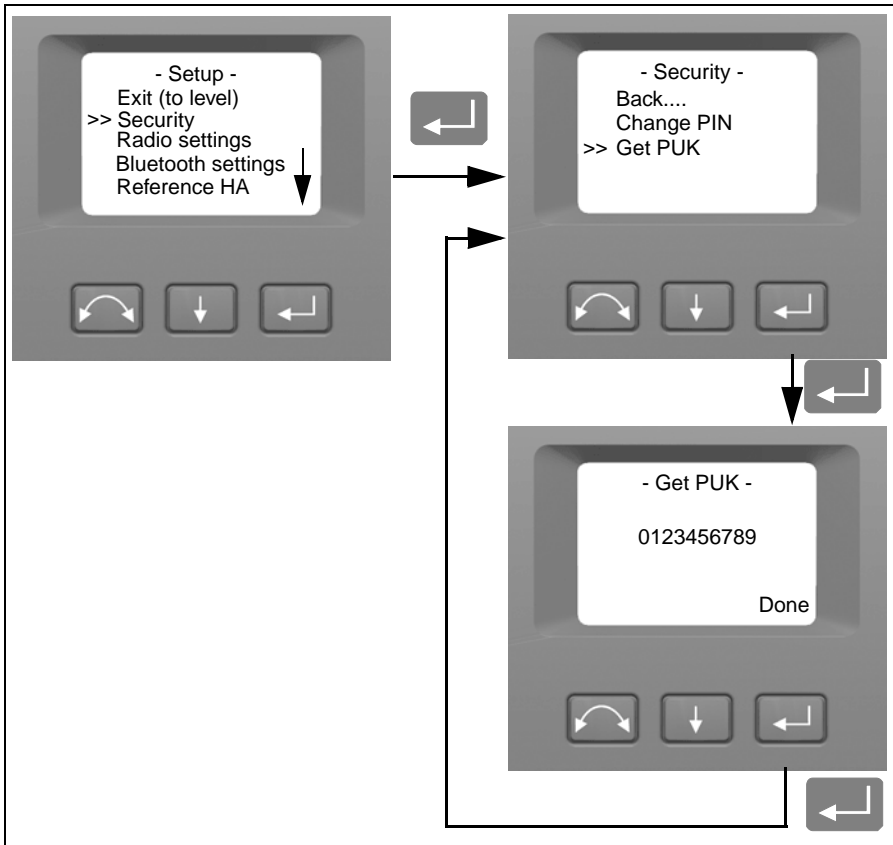 - Setup -
Exit (to level)
>> Security
Radio settings
Bluetooth settings
Reference HA
- Security -
Back....
Change PIN
>> Get PUK
- Get PUK -
0123456789
Done